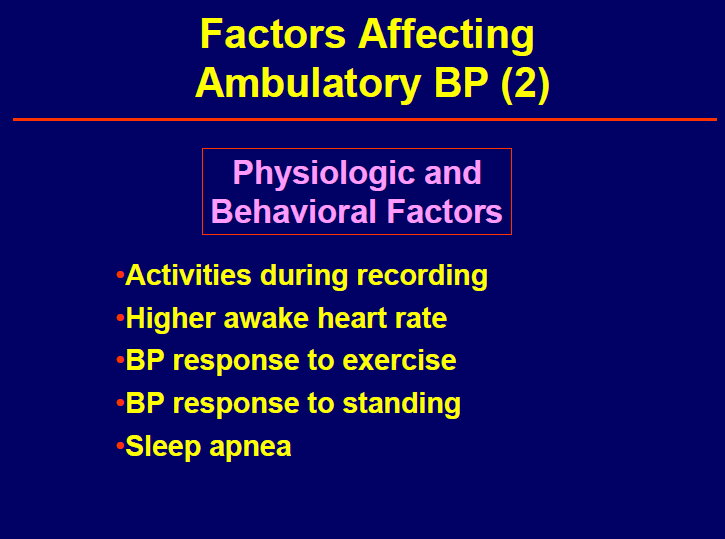 Factors Affecting
Ambulatory BP (2)
Physiologic and
Behavioral Factors
•Activities during recording
•Higher awake heart rate
•BP response to exercise
•BP response to standing
•Sleep apnea